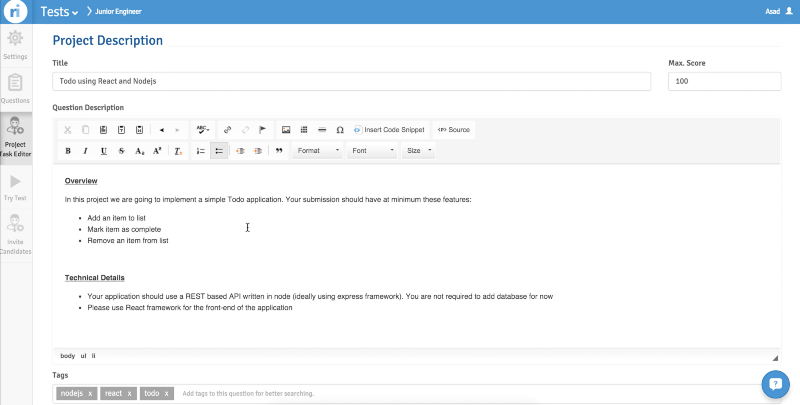 ri Tests Junior Engineer Asad
Settings
Questions
Project
Task Editor
Try Test
Invite
Candidates
Project Description
Title Max. Score
Todo using React and Nodejs 100
Question Description
ABC Ω Insert Code Snippet Source
B I U S Format Font Size
Overview
In this project we are going to implement a simple Todo application. Your submission should have at minimum these features:
• Add an item to list
• Mark item as complete
• Remove an item from list
Technical Details
• Your application should use a REST based API written in node (ideally using express framework). You are not required to add database for now
• Please use React framework for the front-end of the application
body ul li
Tags
nodejs x react x todo x Add tags to this question for better searching.